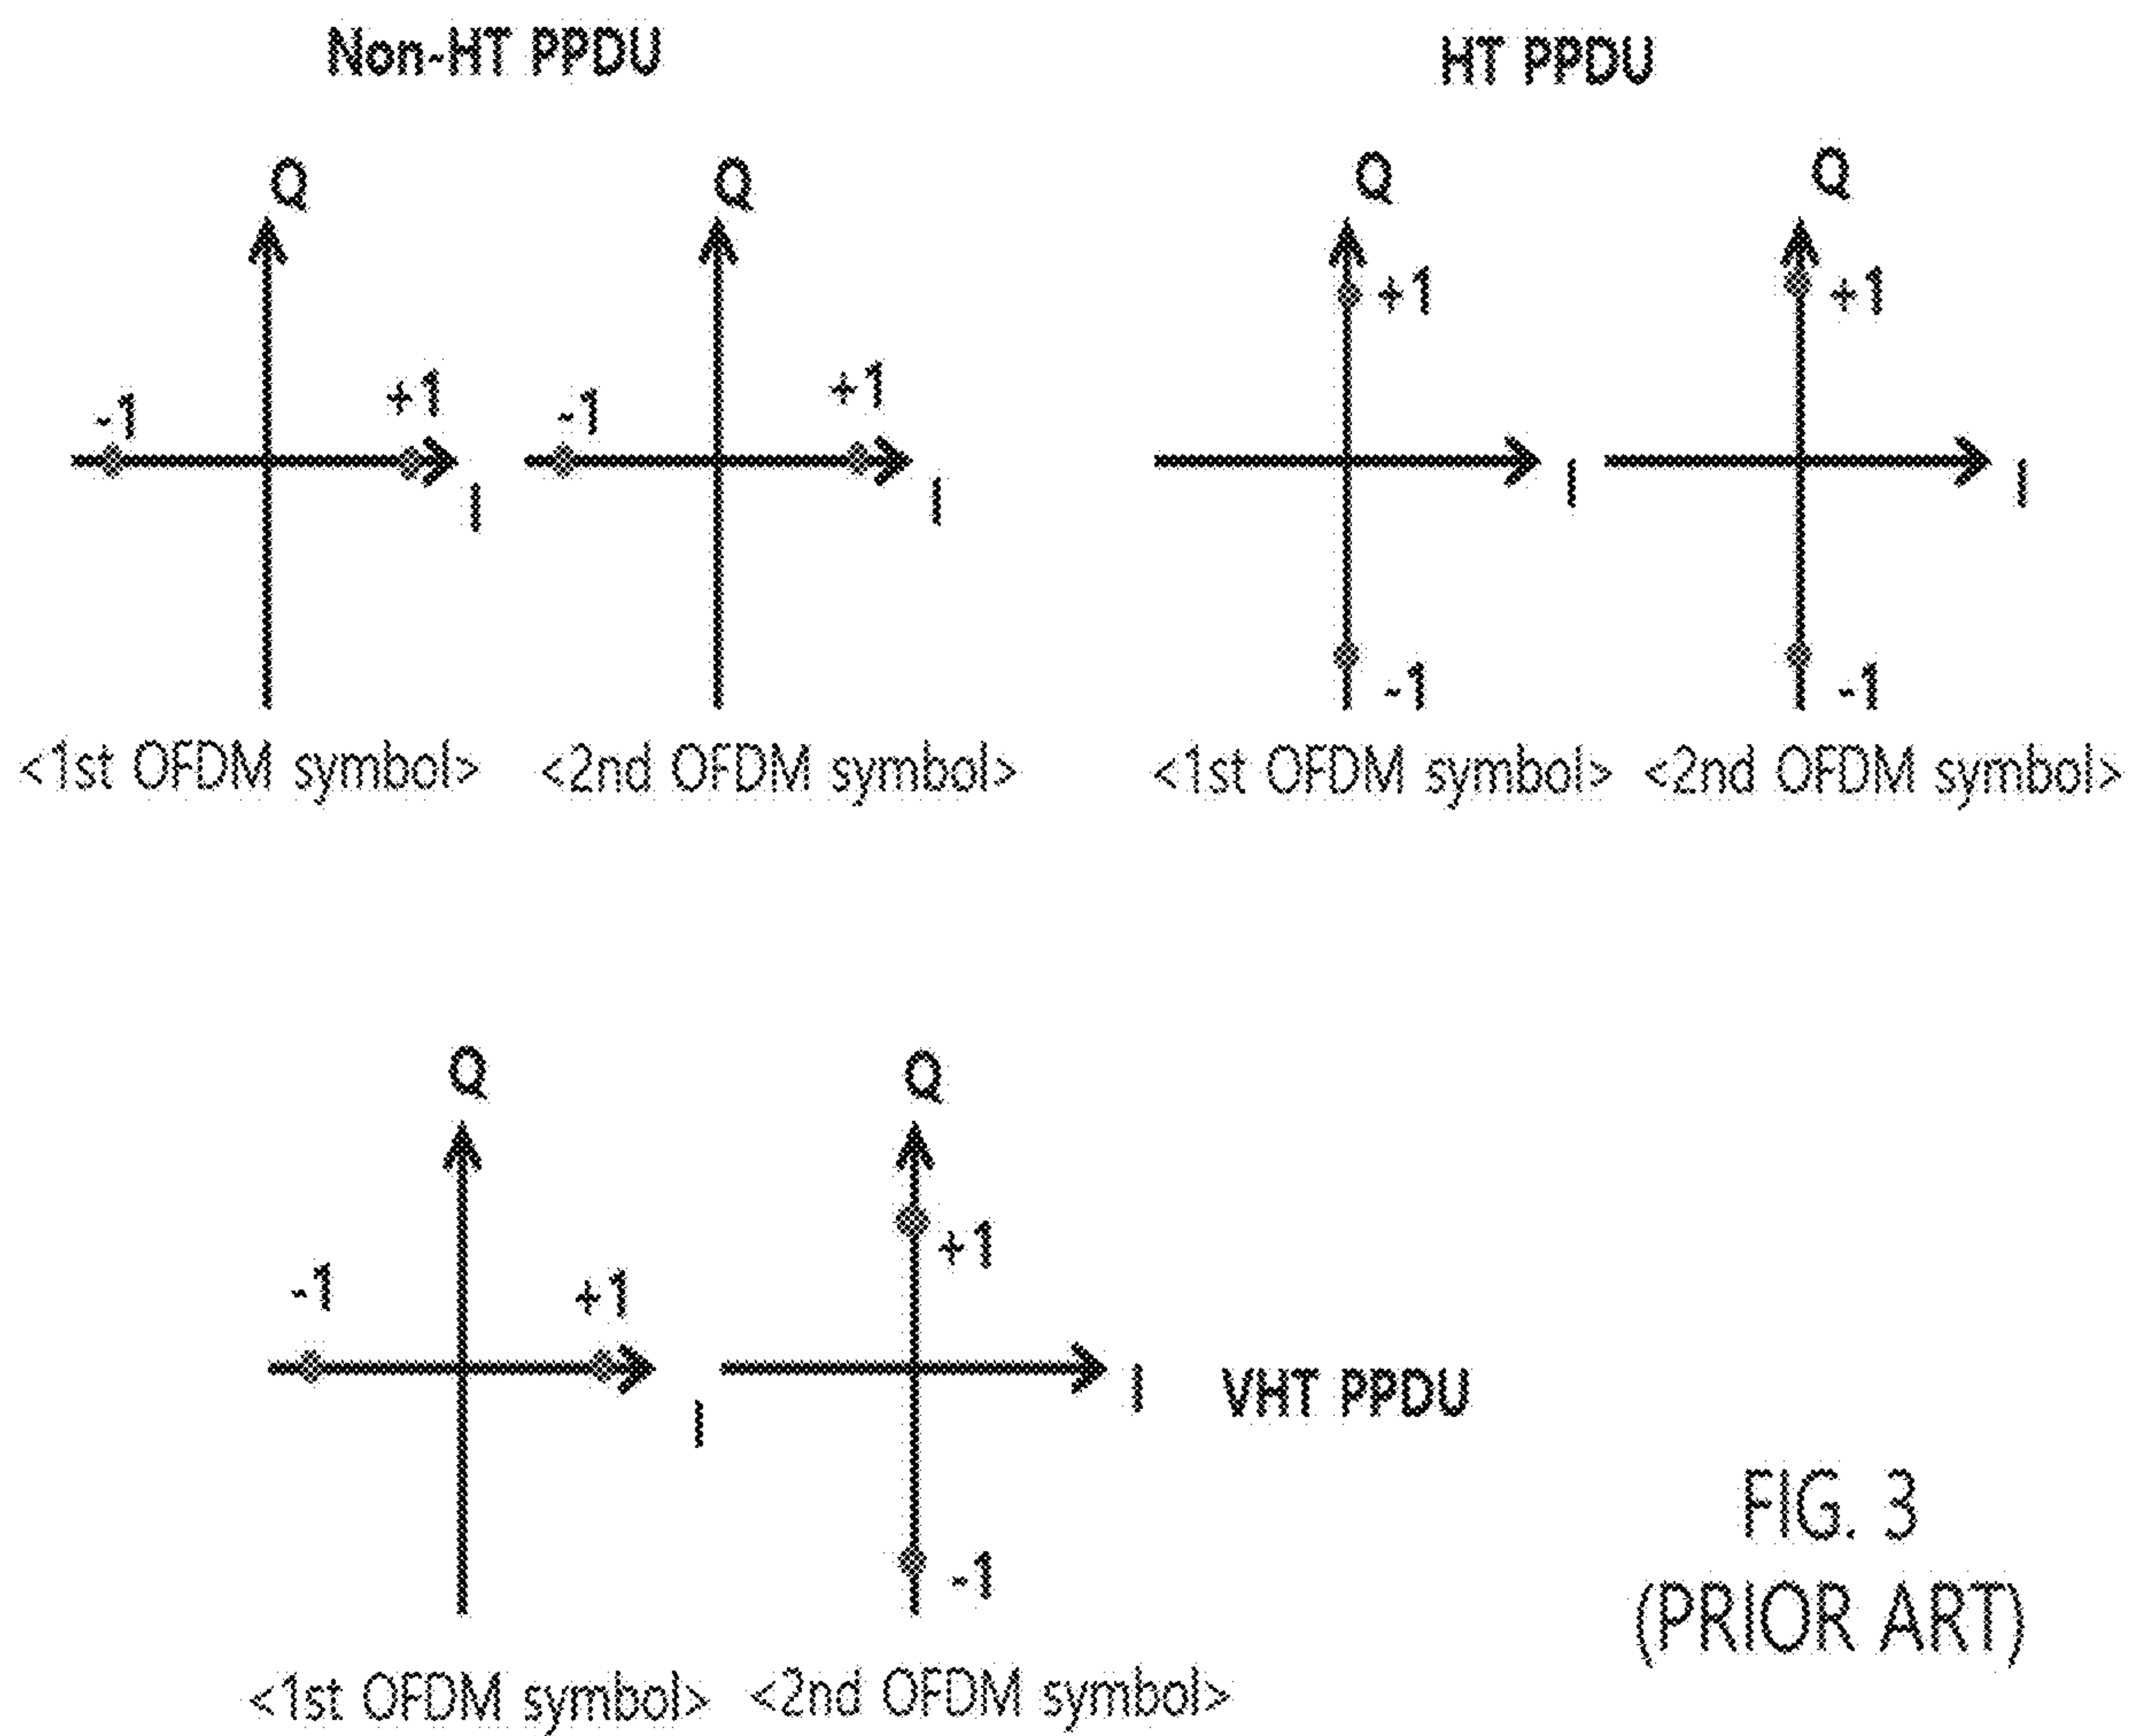 Non-HT PPDU
HT PPDU
Q
Q
Q
Q
+1
+1
-1
+1
-1
+1
I
I
I
I
-1
-1
<1st OFDM symbol>
<2nd OFDM symbol>
<1st OFDM symbol>
<2nd OFDM symbol>
Q
Q
+1
-1
+1
I
I
VHT PPDU
-1
<1st OFDM symbol>
<2nd OFDM symbol>
FIG. 3
(PRIOR ART)